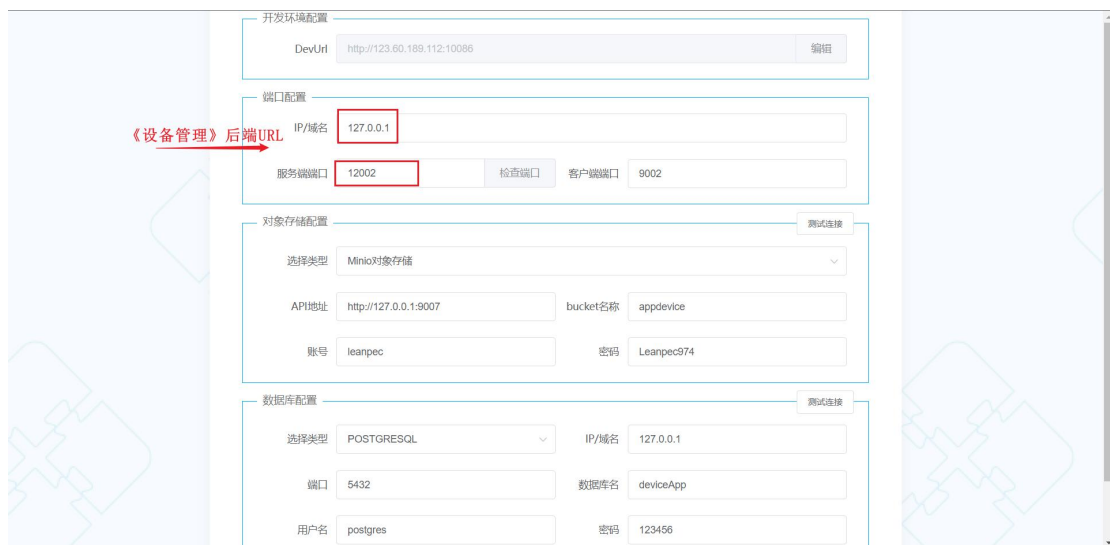 开发环境配置
DevUrl http://123.60.189.112:10086 编辑
端口配置
《设备管理》后端URL
IP/域名 127.0.0.1
服务端端口 12002 检查端口 客户端端口 9002
对象存储配置 测试连接
选择类型 Minio对象存储
API地址 http://127.0.0.1:9007 bucket名称 appdevice
账号 leanpec 密码 Leanpec974
数据库配置 测试连接
选择类型 POSTGRESQL IP/域名 127.0.0.1
端口 5432 数据库名 deviceApp
用户名 postgres 密码 123456